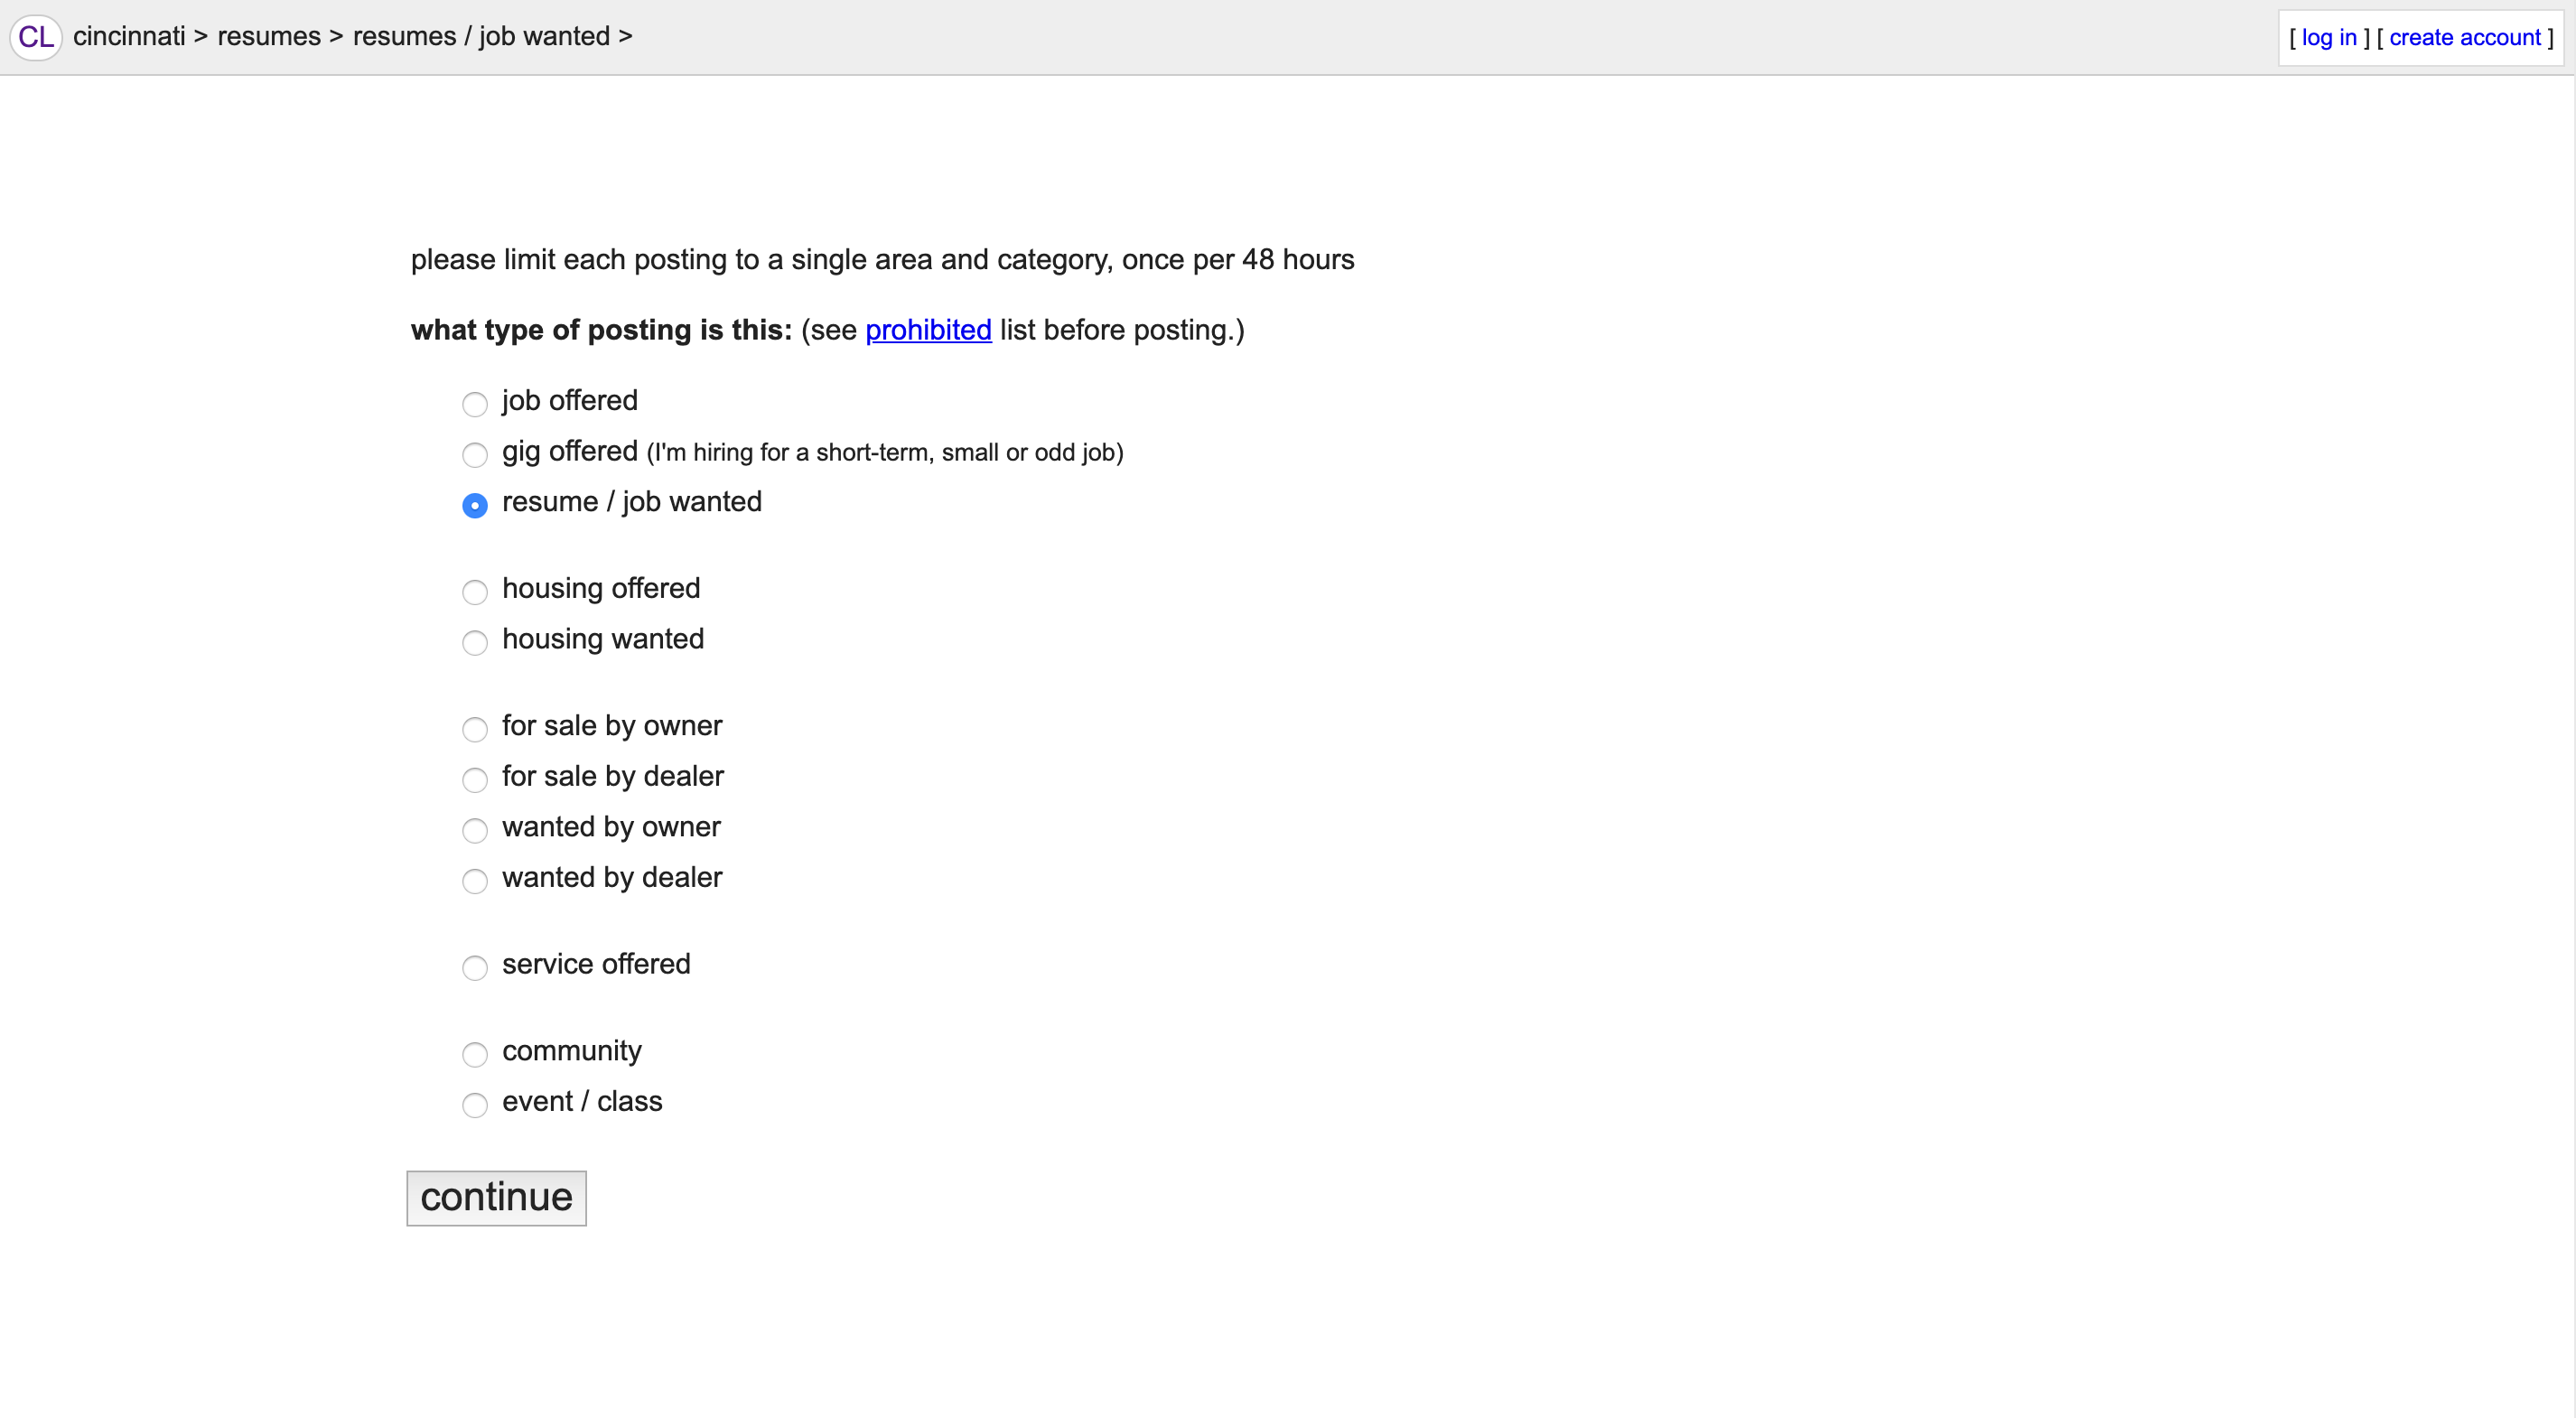 CL cincinnati > resumes > resumes / job wanted > [ log in ] [ create account ]
please limit each posting to a single area and category, once per 48 hours
what type of posting is this: (see prohibited list before posting.)
job offered
gig offered (I'm hiring for a short-term, small or odd job)
resume / job wanted
housing offered
housing wanted
for sale by owner
for sale by dealer
wanted by owner
wanted by dealer
service offered
community
event / class
continue